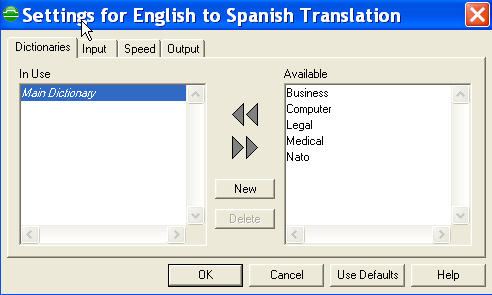 Settings for English to Spanish Translation
Dictionaries Input Speed Output
In Use Available
Main Dictionary
Business
Computer
Legal
Medical
Nato
New
Delete
OK Cancel Use Defaults Help